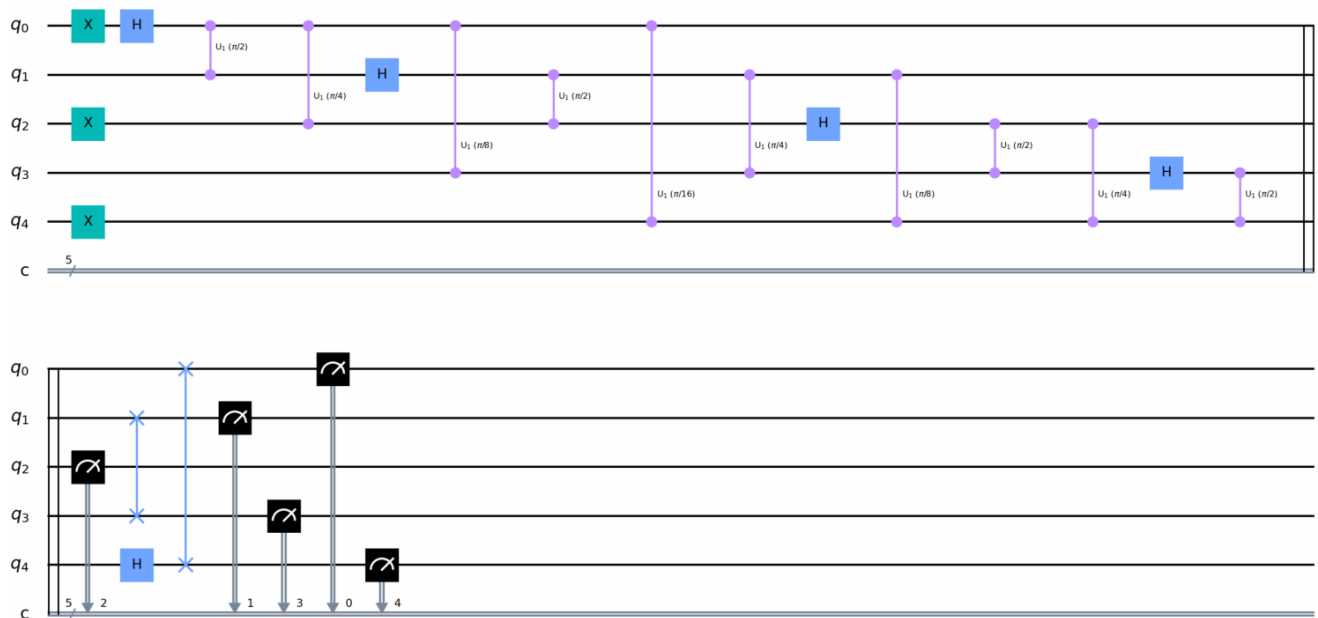 q0 X H
U1 (π/2)
q1 H
U1 (π/4) U1 (π/2)
q2 X H
U1 (π/8) U1 (π/4) U1 (π/2)
q3 H
U1 (π/16) U1 (π/8) U1 (π/4) U1 (π/2)
q4 X
5
c
q0
q1
q2
q3
q4 H
5 2 1 3 0 4
c